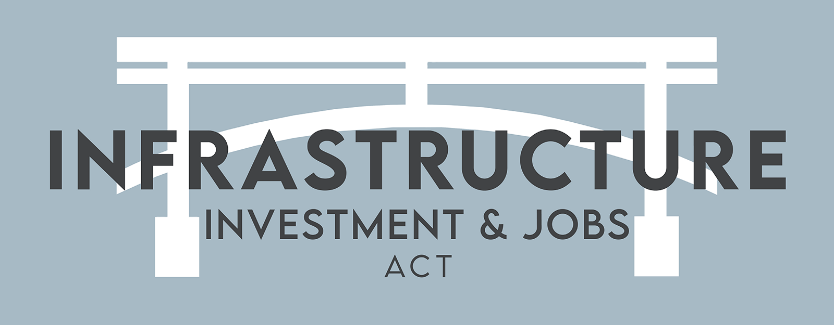 INFRASTRUCTURE
INVESTMENT & JOBS
ACT